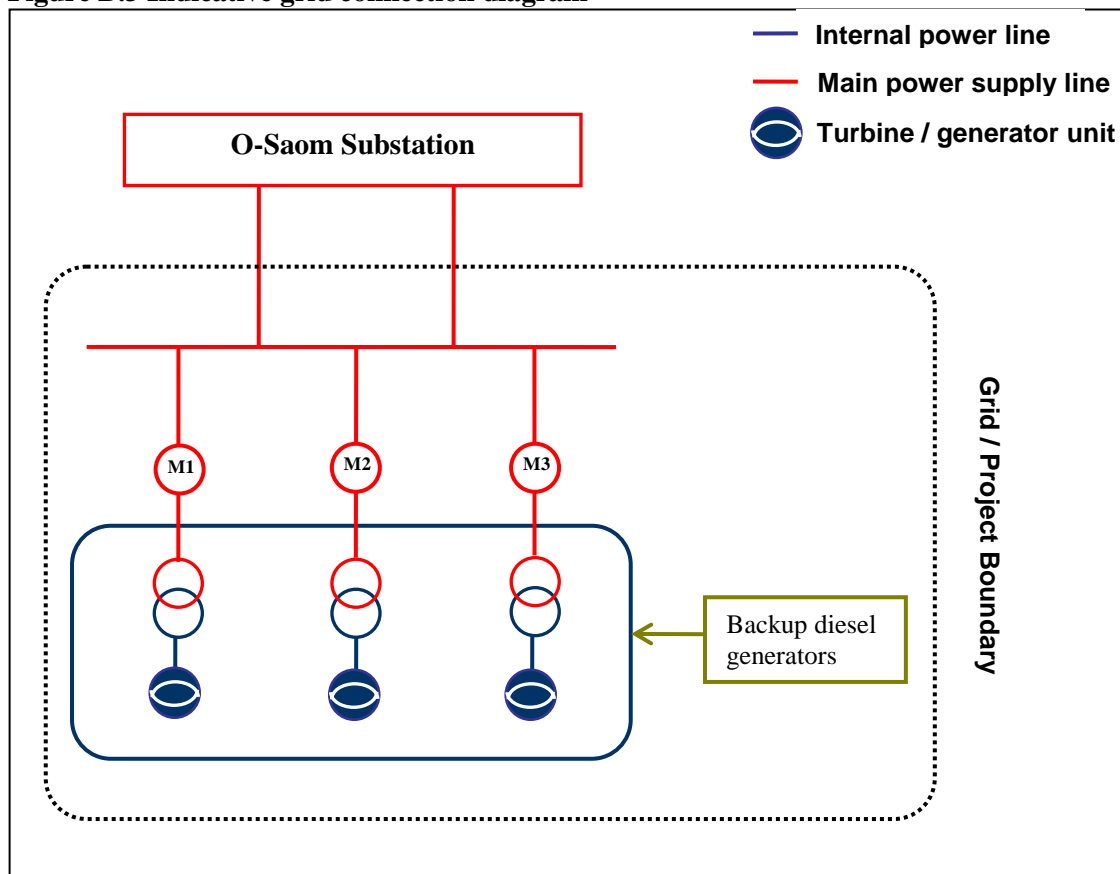 Internal power line
Main power supply line
Turbine / generator unit
O-Saom Substation
M1
M2
M3
Backup diesel
generators
Grid / Project Boundary